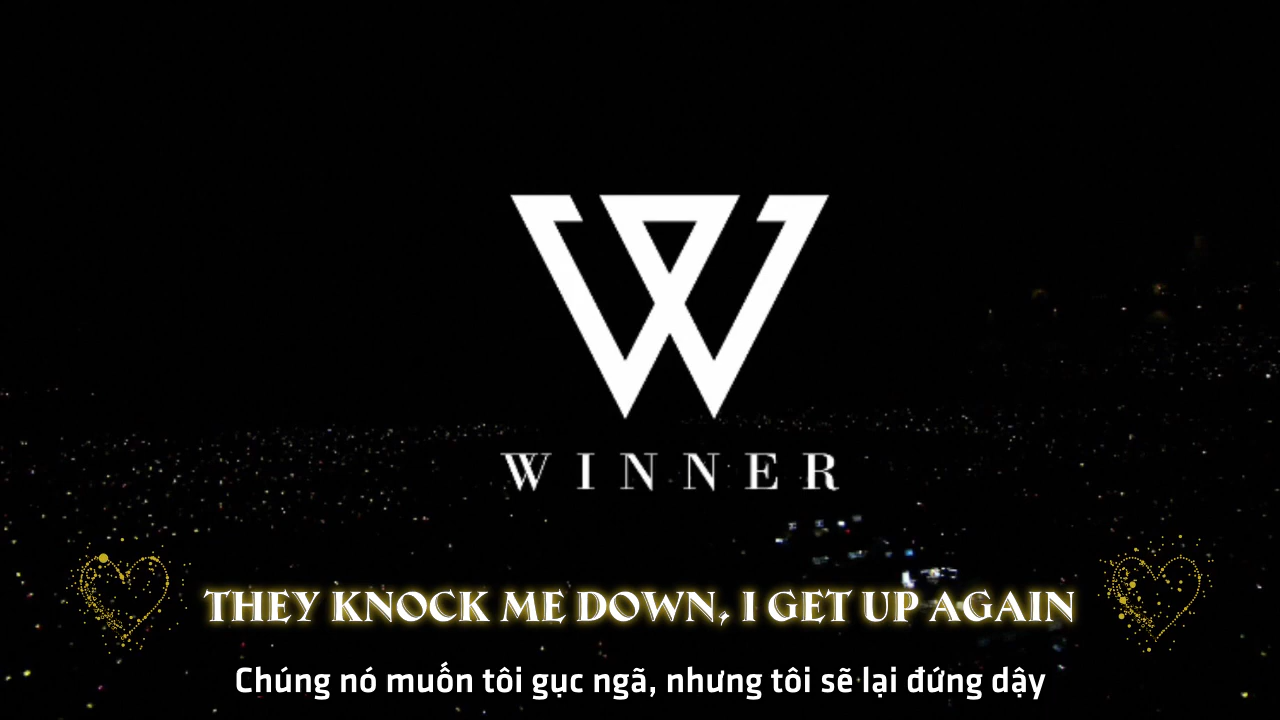 WINNER
THEY KNOCK ME DOWN, I GET UP AGAIN
Chúng nó muốn tôi gục ngã, nhưng tôi sẽ lại đứng dậy